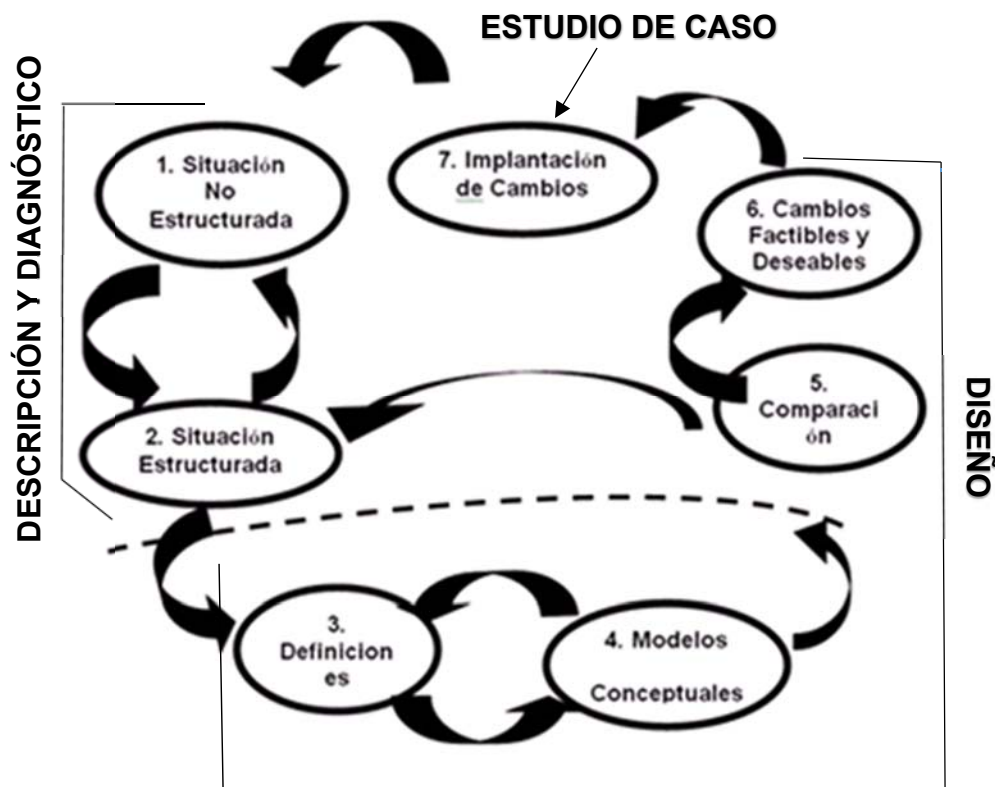 ESTUDIO DE CASO
DESCRIPCIÓN Y DIAGNÓSTICO
1. Situación
No
Estructurada
7. Implantación
de Cambios
6. Cambios
Factibles y
Deseables
5.
Comparaci
ón
2. Situación
Estructurada
DISEÑO
3.
Definicion
es
4. Modelos
Conceptuales